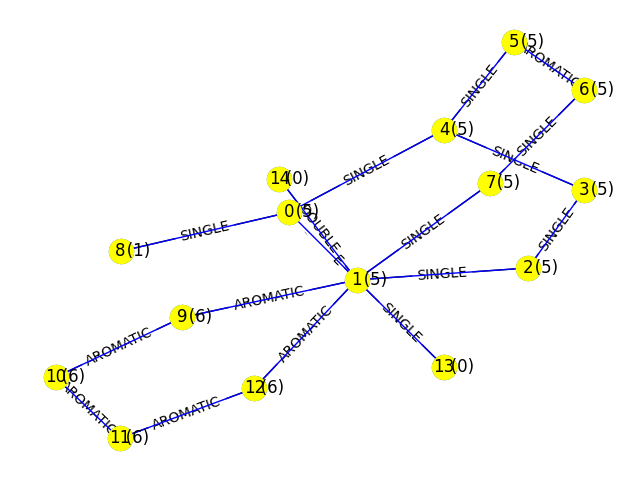 5(5)
AROMATIC
6(5)
SINGLE
4(5)
SINGLE
SINGLE
SINGLE
14(0)
7(5)
3(5)
0(5)
DOUBLE
SINGLE
SINGLE
8(1)
SINGLE
SINGLE
2(5)
1(5)
AROMATIC
9(6)
AROMATIC
SINGLE
AROMATIC
13(0)
10(6)
12(6)
AROMATIC
AROMATIC
11(6)